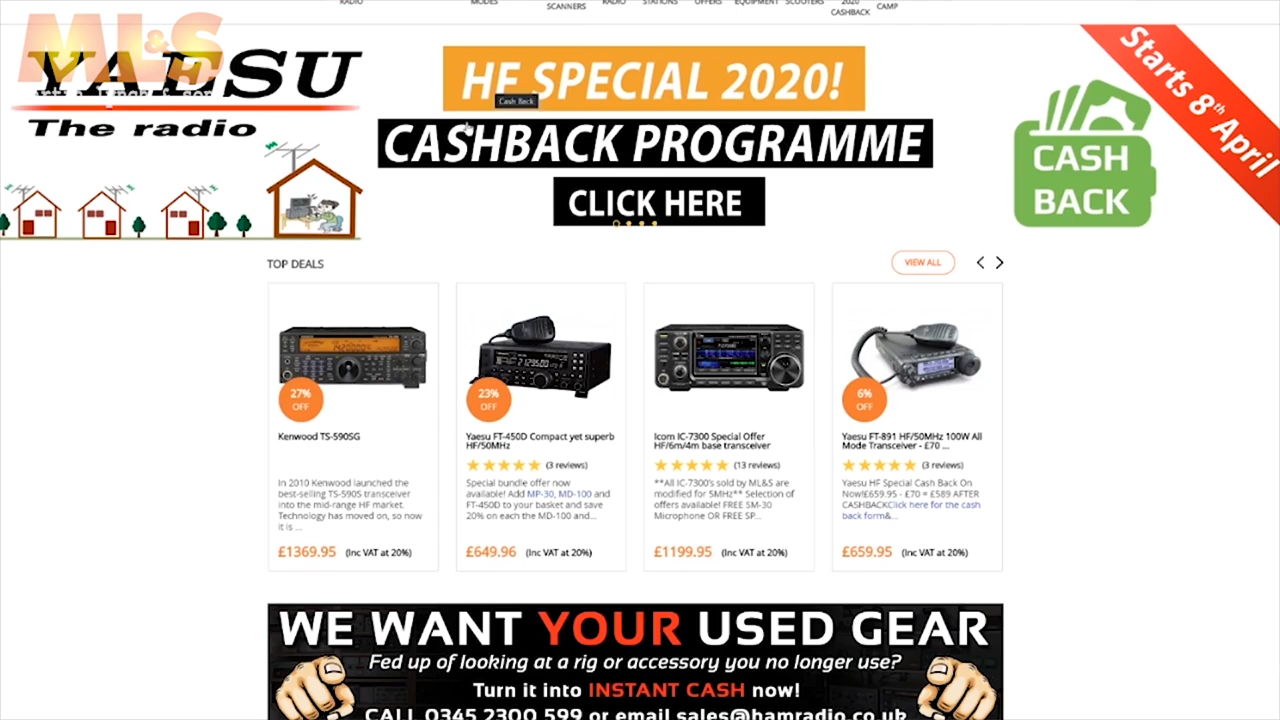 RADIO
MODES
SCANNERS
RADIO
STATIONS
OFFERS
EQUIPMENT
SCOOTERS
2020
CASHBACK
CAMP
ML&S
YAESU
The radio
HF SPECIAL 2020!
Cash Back
CASHBACK PROGRAMME
CLICK HERE
CASH
BACK
Starts 8th April
TOP DEALS
VIEW ALL
27%
OFF
Kenwood TS-590SG
In 2010 Kenwood launched the
best-selling TS-590S transceiver
into the mid-range HF market.
Technology has moved on, so now
it is ...
£1369.95 (Inc VAT at 20%)
23%
OFF
Yaesu FT-450D Compact yet superb
HF/50MHz
(3 reviews)
Special bundle offer now
available! Add MP-30, MD-100 and
FT-450D to your basket and save
20% on each the MD-100 and...
£649.96 (Inc VAT at 20%)
Icom IC-7300 Special Offer
HF/6m/4m base transceiver
(13 reviews)
**All IC-7300's sold by ML&S are
modified for 5MHz** Selection of
offers available! FREE SM-30
Microphone OR FREE SP...
£1199.95 (Inc VAT at 20%)
6%
OFF
Yaesu FT-891 HF/50MHz 100W All
Mode Transceiver - £70 ...
(3 reviews)
Yaesu HF Special Cash Back On
Now!£659.95 - £70 = £589 AFTER
CASHBACKClick here for the cash
back form&...
£659.95 (Inc VAT at 20%)
WE WANT YOUR USED GEAR
Fed up of looking at a rig or accessory you no longer use?
Turn it into INSTANT CASH now!
CALL 0345 2300 599 or email sales@hamradio.co.uk